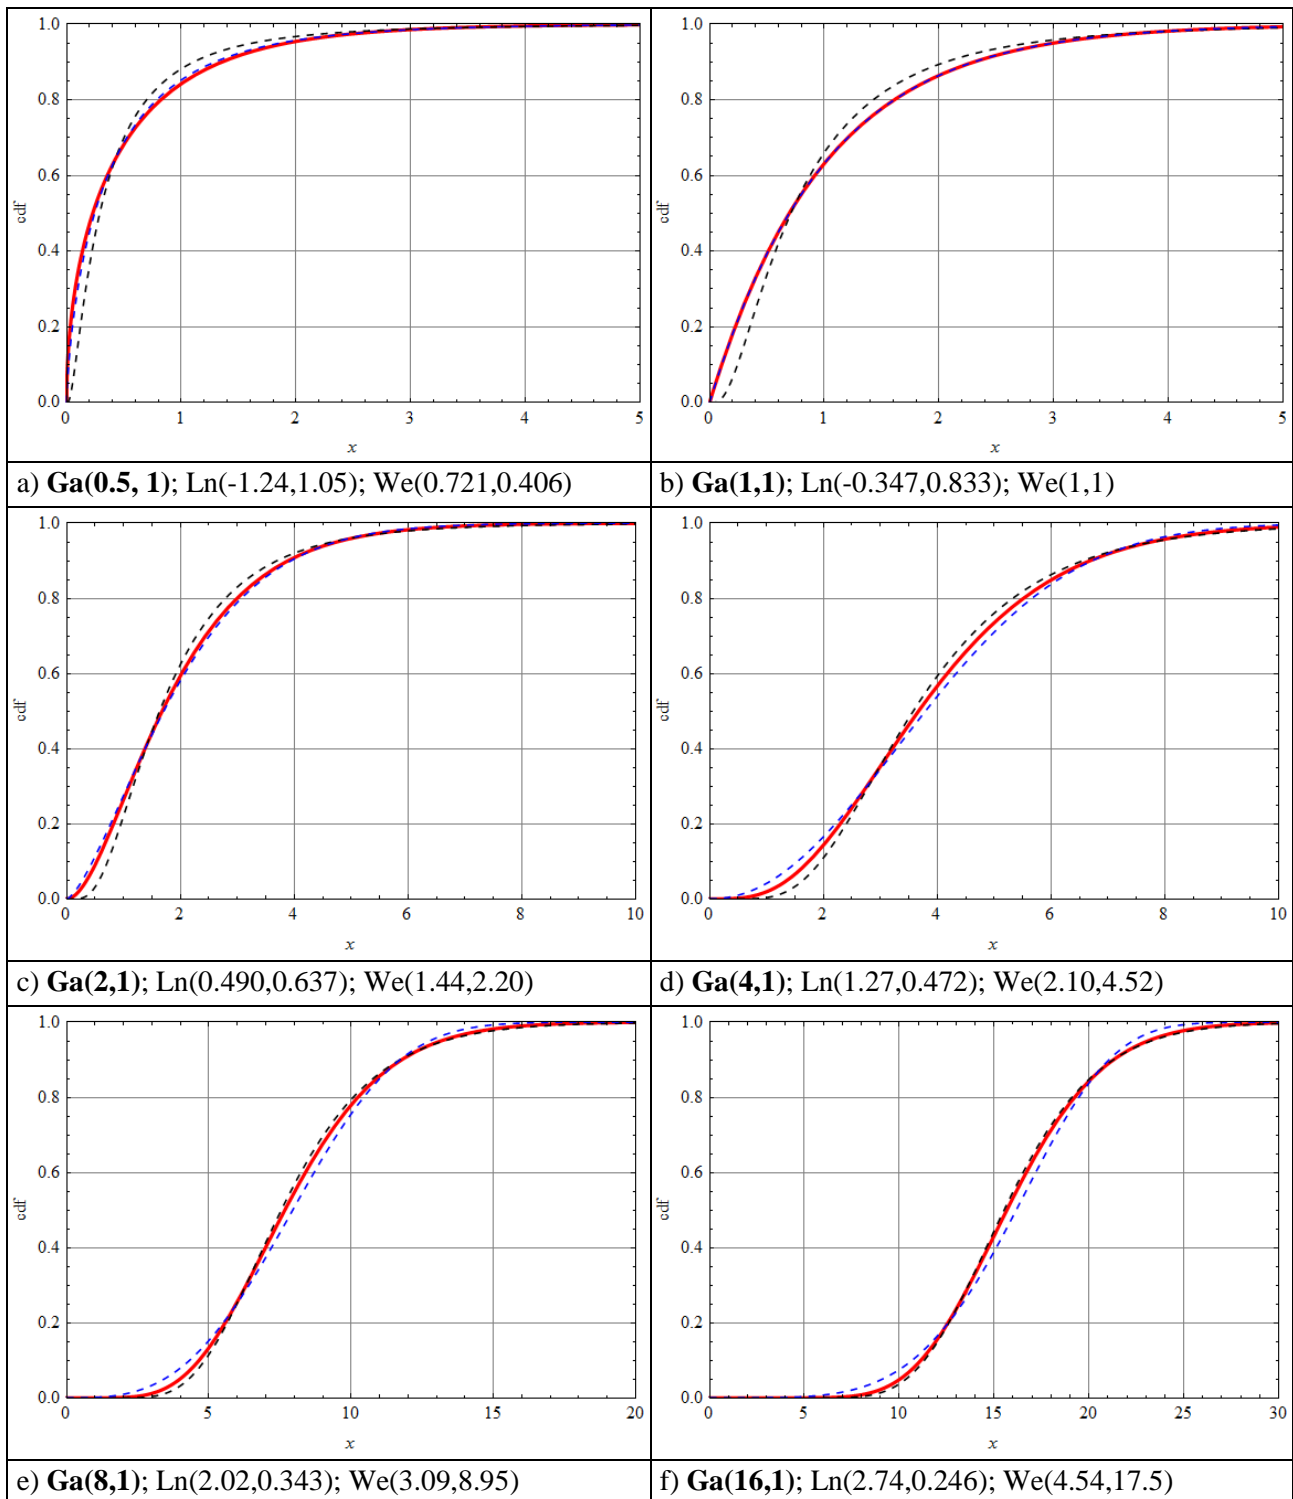 1.0
0.8
0.6
0.4
0.2
0.0
cdf
0 1 2 3 4 5
x
1.0
0.8
0.6
0.4
0.2
0.0
cdf
0 1 2 3 4 5
x
a) Ga(0.5, 1); Ln(-1.24,1.05); We(0.721,0.406)
b) Ga(1,1); Ln(-0.347,0.833); We(1,1)
1.0
0.8
0.6
0.4
0.2
0.0
cdf
0 2 4 6 8 10
x
1.0
0.8
0.6
0.4
0.2
0.0
cdf
0 2 4 6 8 10
x
c) Ga(2,1); Ln(0.490,0.637); We(1.44,2.20)
d) Ga(4,1); Ln(1.27,0.472); We(2.10,4.52)
1.0
0.8
0.6
0.4
0.2
0.0
cdf
0 5 10 15 20
x
1.0
0.8
0.6
0.4
0.2
0.0
cdf
0 5 10 15 20 25 30
x
e) Ga(8,1); Ln(2.02,0.343); We(3.09,8.95)
f) Ga(16,1); Ln(2.74,0.246); We(4.54,17.5)